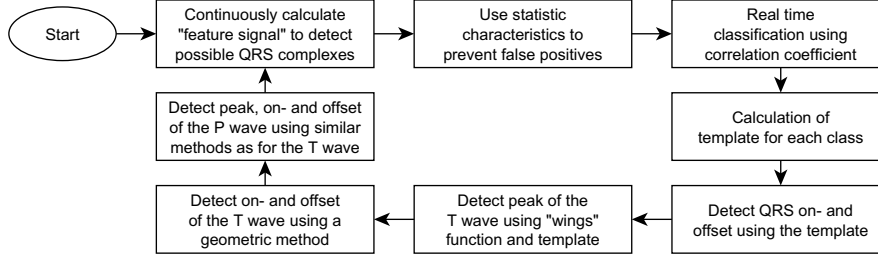 Start
Continuously calculate
"feature signal" to detect
possible QRS complexes
Use statistic
characteristics to
prevent false positives
Real time
classification using
correlation coefficient
Calculation of
template for each class
Detect QRS on- and
offset using the template
Detect peak of the
T wave using "wings"
function and template
Detect on- and offset
of the T wave using a
geometric method
Detect peak, on- and offset
of the P wave using similar
methods as for the T wave